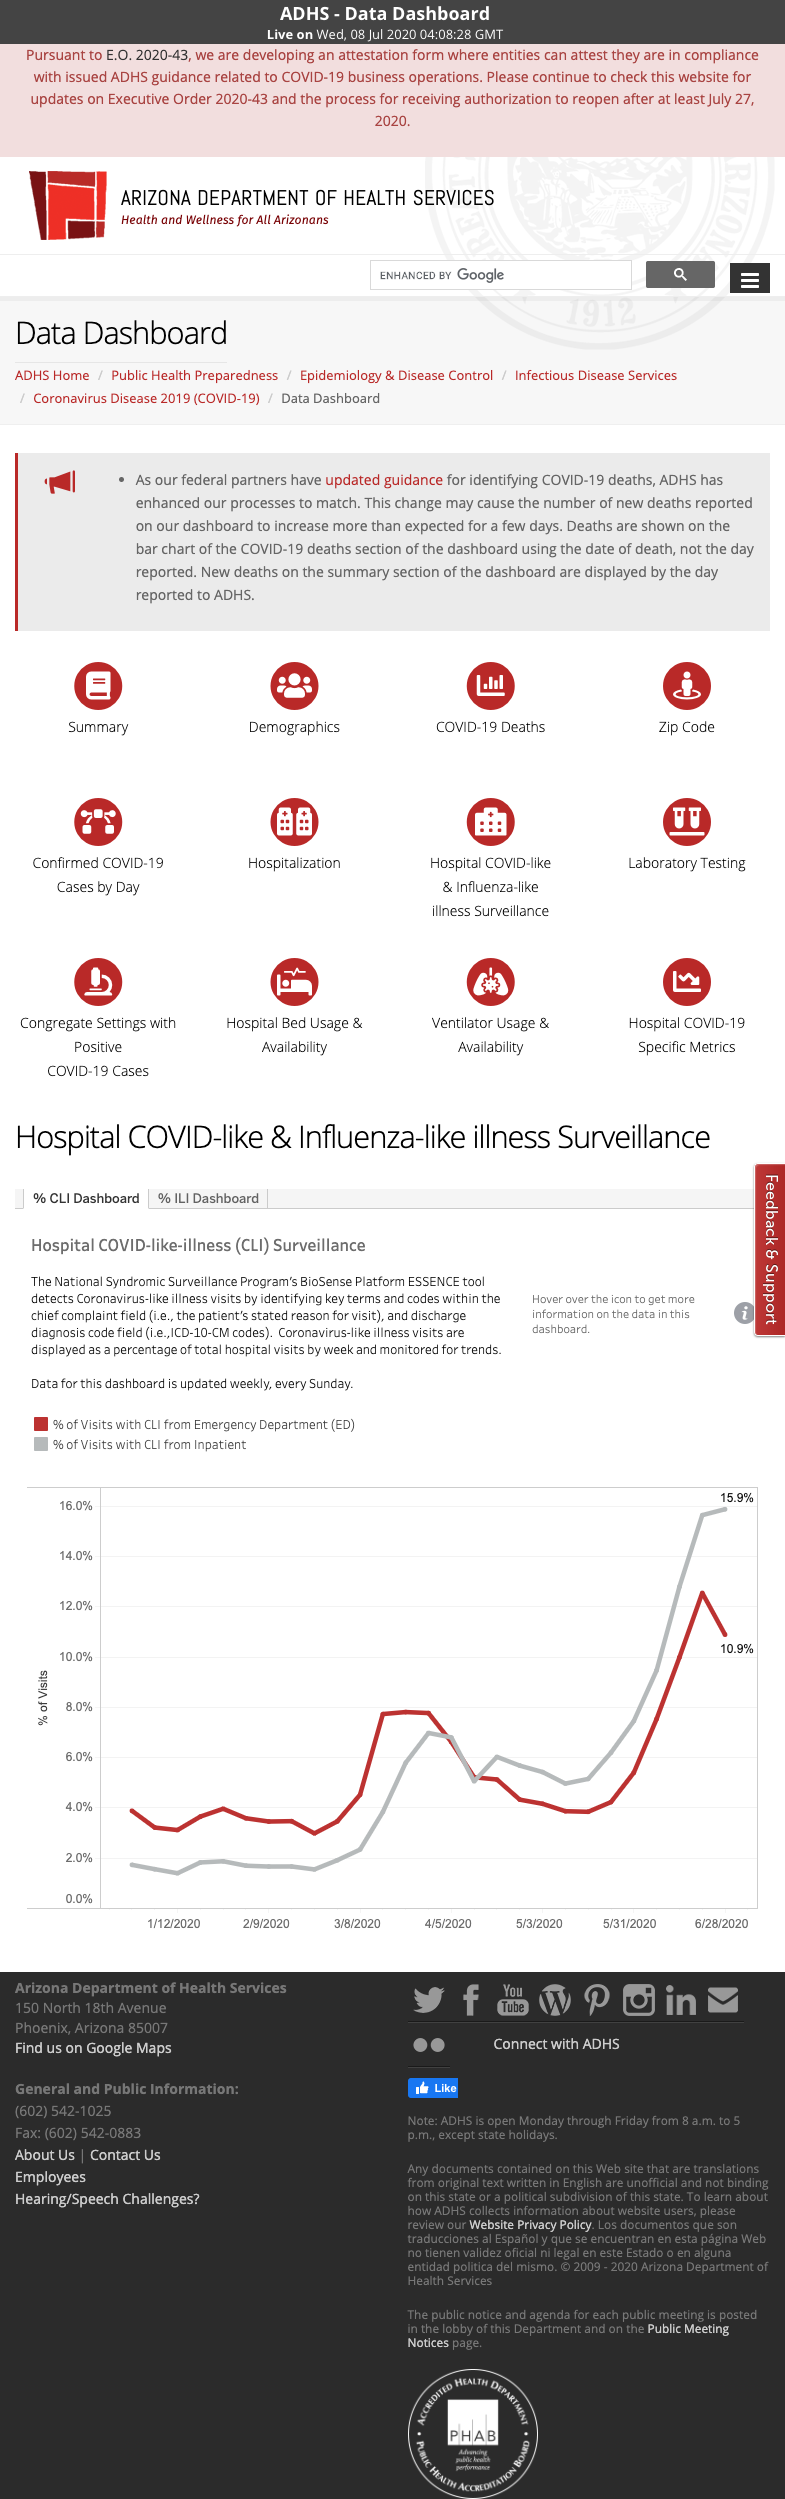 ADHS - Data Dashboard
Live on Wed, 08 Jul 2020 04:08:28 GMT
Pursuant to E.O. 2020-43, we are developing an attestation form where entities can attest they are in compliance
with issued ADHS guidance related to COVID-19 business operations. Please continue to check this website for
updates on Executive Order 2020-43 and the process for receiving authorization to reopen after at least July 27,
2020.
ARIZONA DEPARTMENT OF HEALTH SERVICES
Health and Wellness for All Arizonans
1912
ENHANCED BY Google
Data Dashboard
ADHS Home / Public Health Preparedness / Epidemiology & Disease Control / Infectious Disease Services
/ Coronavirus Disease 2019 (COVID-19) / Data Dashboard
• As our federal partners have updated guidance for identifying COVID-19 deaths, ADHS has
enhanced our processes to match. This change may cause the number of new deaths reported
on our dashboard to increase more than expected for a few days. Deaths are shown on the
bar chart of the COVID-19 deaths section of the dashboard using the date of death, not the day
reported. New deaths on the summary section of the dashboard are displayed by the day
reported to ADHS.
Summary
Demographics
COVID-19 Deaths
Zip Code
Confirmed COVID-19
Cases by Day
Hospitalization
Hospital COVID-like
& Influenza-like
illness Surveillance
Laboratory Testing
Congregate Settings with
Positive
COVID-19 Cases
Hospital Bed Usage &
Availability
Ventilator Usage &
Availability
Hospital COVID-19
Specific Metrics
Hospital COVID-like & Influenza-like illness Surveillance
Feedback & Support
% CLI Dashboard
% ILI Dashboard
Hospital COVID-like-illness (CLI) Surveillance
The National Syndromic Surveillance Program's BioSense Platform ESSENCE tool
detects Coronavirus-like illness visits by identifying key terms and codes within the
chief complaint field (i.e., the patient's stated reason for visit), and discharge
diagnosis code field (i.e.,ICD-10-CM codes). Coronavirus-like illness visits are
displayed as a percentage of total hospital visits by week and monitored for trends.
Data for this dashboard is updated weekly, every Sunday.
Hover over the icon to get more
information on the data in this
dashboard.
% of Visits with CLI from Emergency Department (ED)
% of Visits with CLI from Inpatient
% of Visits
16.0%
14.0%
12.0%
10.0%
8.0%
6.0%
4.0%
2.0%
0.0%
15.9%
10.9%
1/12/2020
2/9/2020
3/8/2020
4/5/2020
5/3/2020
5/31/2020
6/28/2020
Arizona Department of Health Services
150 North 18th Avenue
Phoenix, Arizona 85007
Find us on Google Maps
General and Public Information:
(602) 542-1025
Fax: (602) 542-0883
About Us | Contact Us
Employees
Hearing/Speech Challenges?
You
Tube
Connect with ADHS
Like
Note: ADHS is open Monday through Friday from 8 a.m. to 5
p.m., except state holidays.
Any documents contained on this Web site that are translations
from original text written in English are unofficial and not binding
on this state or a political subdivision of this state. To learn about
how ADHS collects information about website users, please
review our Website Privacy Policy. Los documentos que son
traducciones al Español y que se encuentran en esta página Web
no tienen validez oficial ni legal en este Estado o en alguna
entidad politica del mismo. © 2009 - 2020 Arizona Department of
Health Services
The public notice and agenda for each public meeting is posted
in the lobby of this Department and on the Public Meeting
Notices page.
ACCREDITED HEALTH DEPARTMENT
PHAB
Advancing
public health
performance
PUBLIC HEALTH ACCREDITATION BOARD